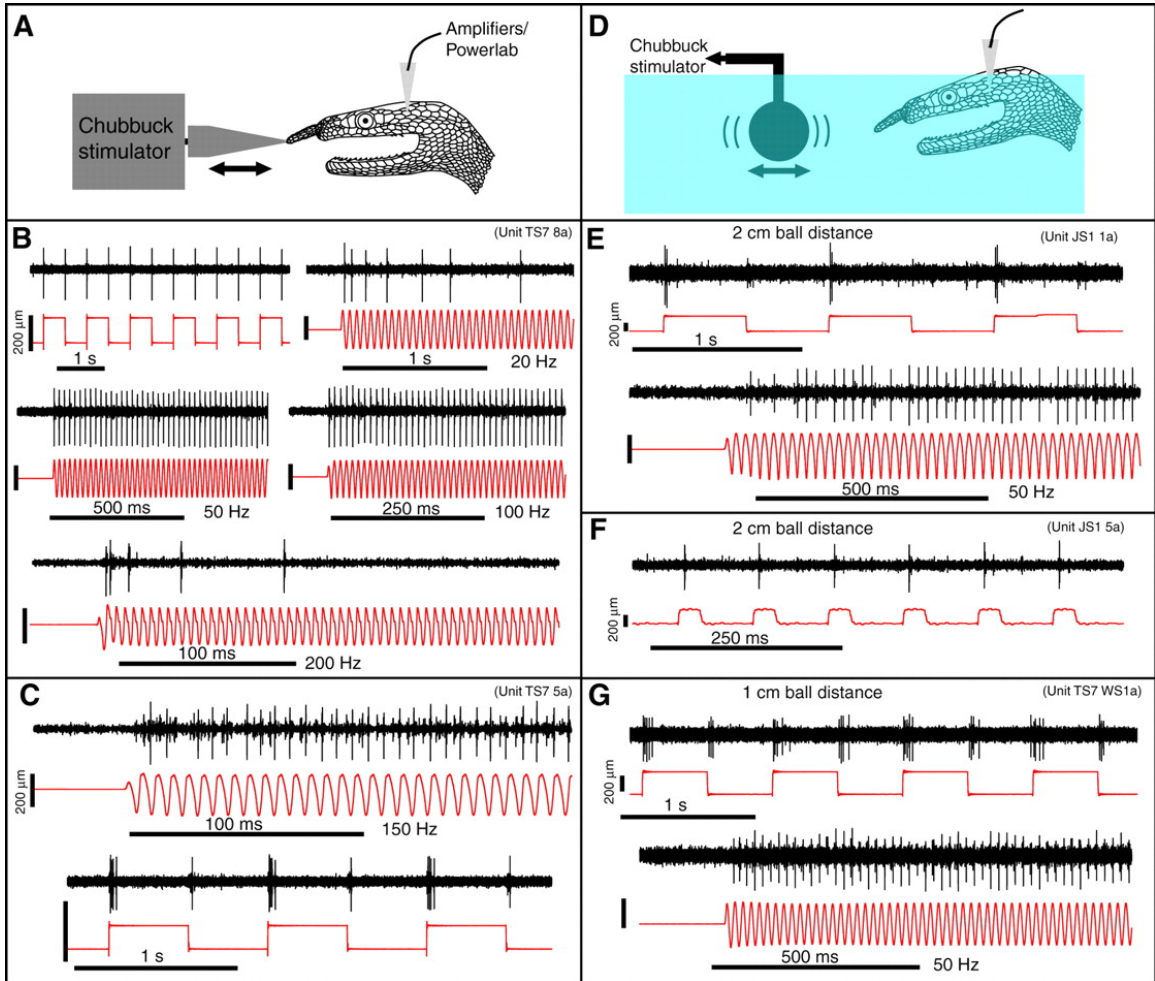 A
Amplifiers/
Powerlab
Chubbuck
stimulator
B
(Unit TS7 8a)
200 µm
1 s
1 s
20 Hz
500 ms
50 Hz
250 ms
100 Hz
100 ms
200 Hz
C
(Unit TS7 5a)
200 µm
100 ms
150 Hz
1 s
D
Chubbuck
stimulator
E
2 cm ball distance
(Unit JS1 1a)
200 µm
1 s
500 ms
50 Hz
F
2 cm ball distance
(Unit JS1 5a)
200 µm
250 ms
G
1 cm ball distance
(Unit TS7 WS1a)
200 µm
1 s
500 ms
50 Hz